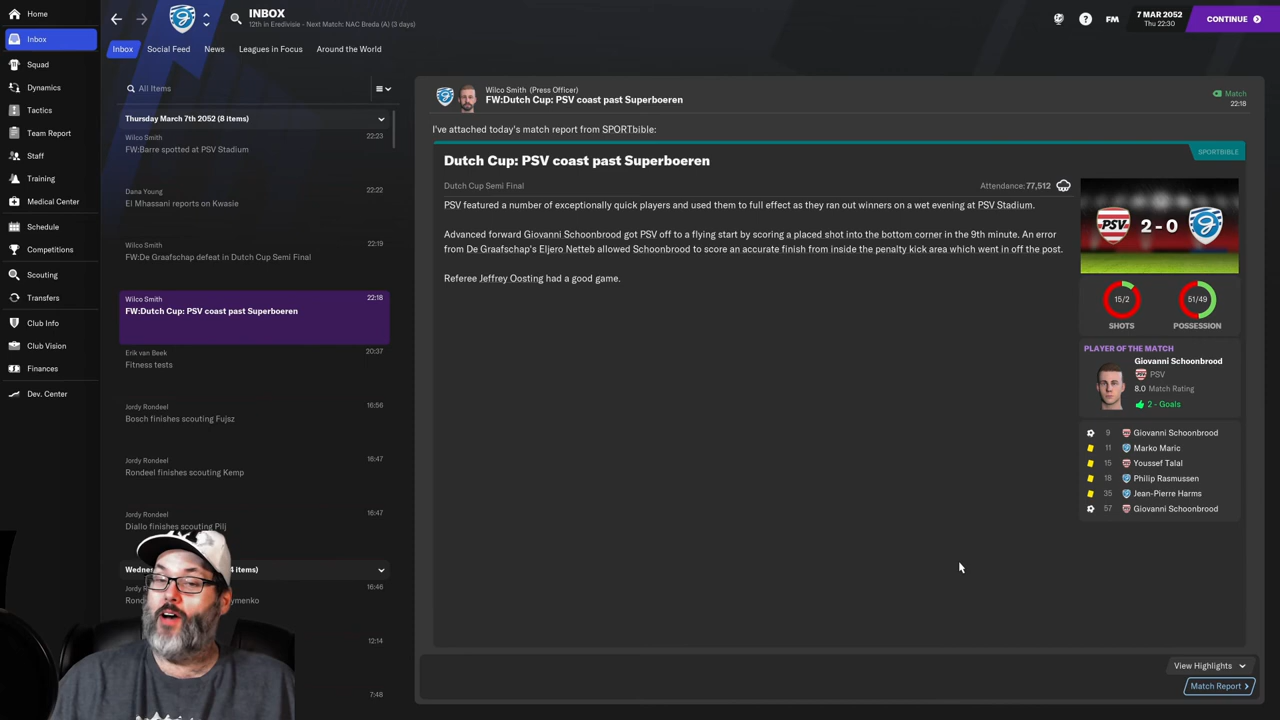 Home
Inbox
Squad
Dynamics
Tactics
Team Report
Staff
Training
Medical Center
Schedule
Competitions
Scouting
Transfers
Club Info
Club Vision
Finances
Dev. Center
INBOX
12th in Eredivisie - Next Match: NAC Breda (A) (3 days)
FM
7 MAR 2052
Thu 22:30
CONTINUE
Inbox
Social Feed
News
Leagues in Focus
Around the World
All Items
Thursday March 7th 2052 (8 items)
Wilco Smith 22:23
FW:Barre spotted at PSV Stadium
Dana Young 22:22
El Mhassani reports on Kwasie
Wilco Smith 22:19
FW:De Graafschap defeat in Dutch Cup Semi Final
Wilco Smith 22:18
FW:Dutch Cup: PSV coast past Superboeren
Erik van Beek 20:37
Fitness tests
Jordy Rondeel 16:56
Bosch finishes scouting Fujsz
Jordy Rondeel 16:47
Rondeel finishes scouting Kemp
Jordy Rondeel 16:47
Diallo finishes scouting Pilj
16:46
12:14
7:48
Wilco Smith (Press Officer)
FW:Dutch Cup: PSV coast past Superboeren
Match
22:18
I've attached today's match report from SPORTbible:
SPORTBIBLE
Dutch Cup: PSV coast past Superboeren
Dutch Cup Semi Final
Attendance: 77,512
PSV featured a number of exceptionally quick players and used them to full effect as they ran out winners on a wet evening at PSV Stadium.
Advanced forward Giovanni Schoonbrood got PSV off to a flying start by scoring a placed shot into the bottom corner in the 9th minute. An error
from De Graafschap's Eljero Netteb allowed Schoonbrood to score an accurate finish from inside the penalty kick area which went in off the post.
Referee Jeffrey Oosting had a good game.
PSV
2 - 0
15/2
SHOTS
51/49
POSSESSION
PLAYER OF THE MATCH
Giovanni Schoonbrood
PSV
8.0 Match Rating
2 - Goals
9 Giovanni Schoonbrood
11 Marko Maric
15 Youssef Talal
18 Philip Rasmussen
35 Jean-Pierre Harms
57 Giovanni Schoonbrood
View Highlights
Match Report